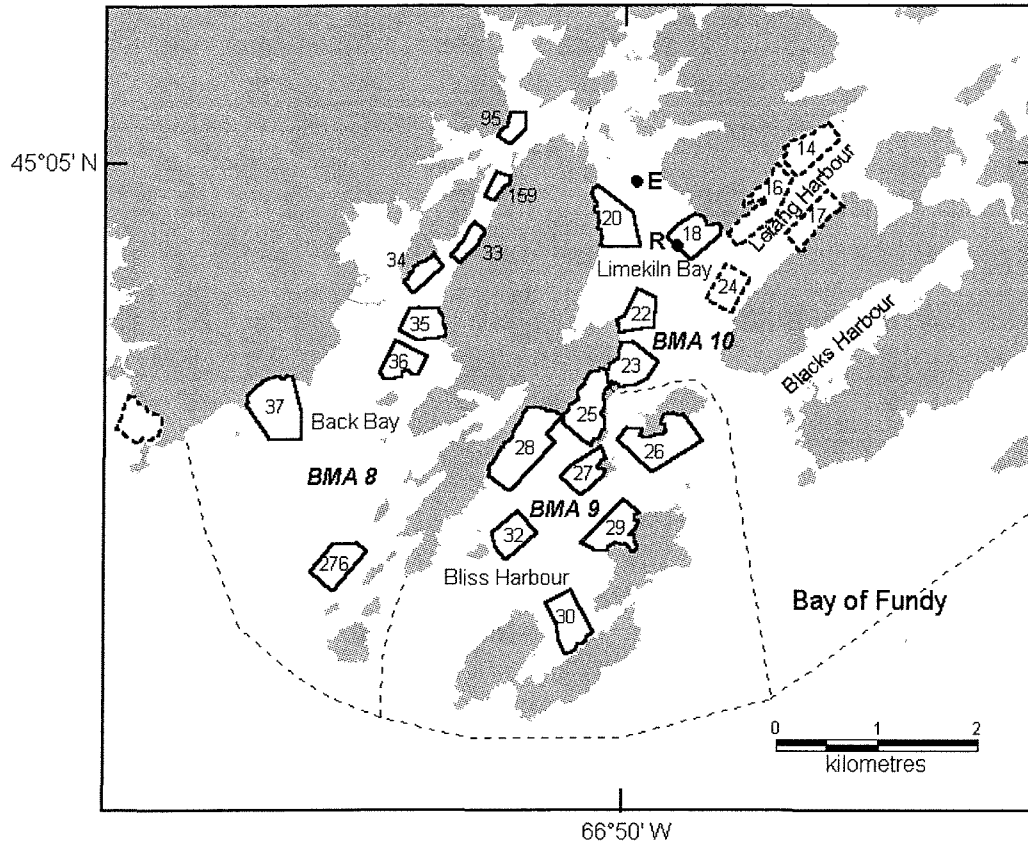 95
14
45°05' N
159
16
E
Letang Harbour
20
17
R
18
33
34
Limekiln Bay
24
22
35
BMA 10
Blacks Harbour
36
23
37
Back Bay
25
28
26
27
BMA 8
BMA 9
29
32
276
Bliss Harbour
30
Bay of Fundy
0 1 2
kilometres
66°50' W